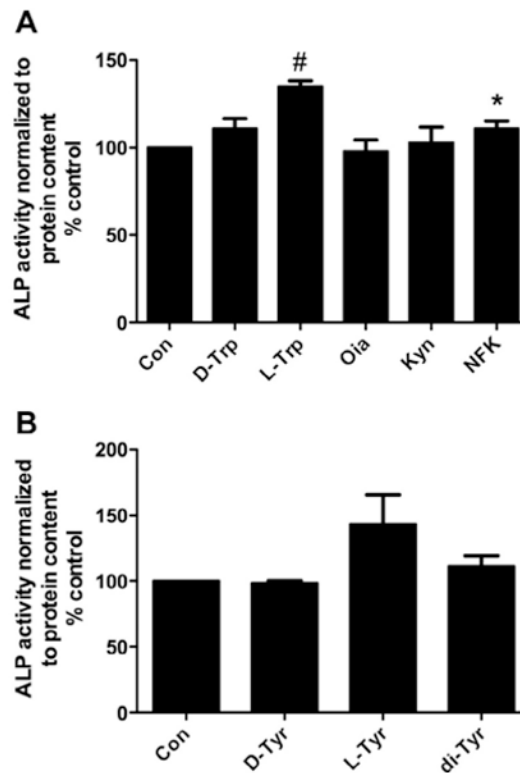 A
ALP activity normalized to
protein content
% control
150
100
50
0
#
*
Con
D-Trp
L-Trp
Oia
Kyn
NFK
B
ALP activity normalized
to protein content
% control
200
150
100
50
0
Con
D-Tyr
L-Tyr
di-Tyr